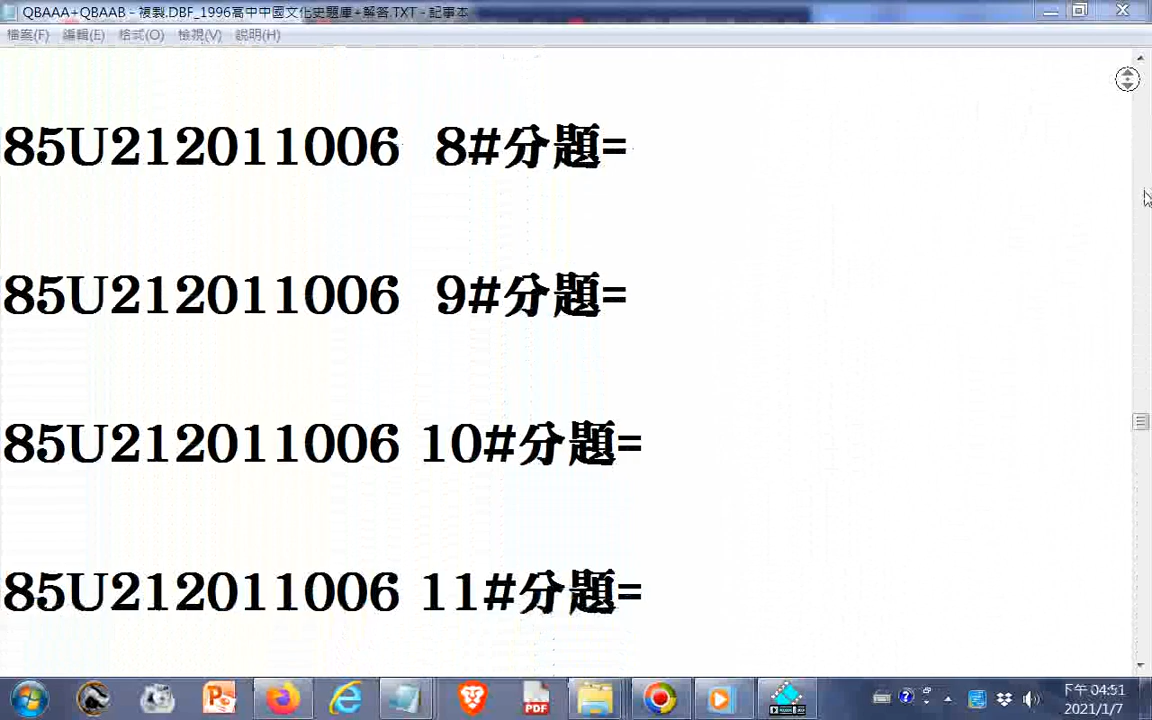 QBAAA+QBAAB - 複製.DBF_1996高中中國文化史題庫+解答.TXT - 記事本
檔案(F) 編輯(E) 格式(O) 檢視(V) 說明(H)
85U212011006 8#分題=
85U212011006 9#分題=
85U212011006 10#分題=
85U212011006 11#分題=
PDF
下午 04:51
2021/1/7